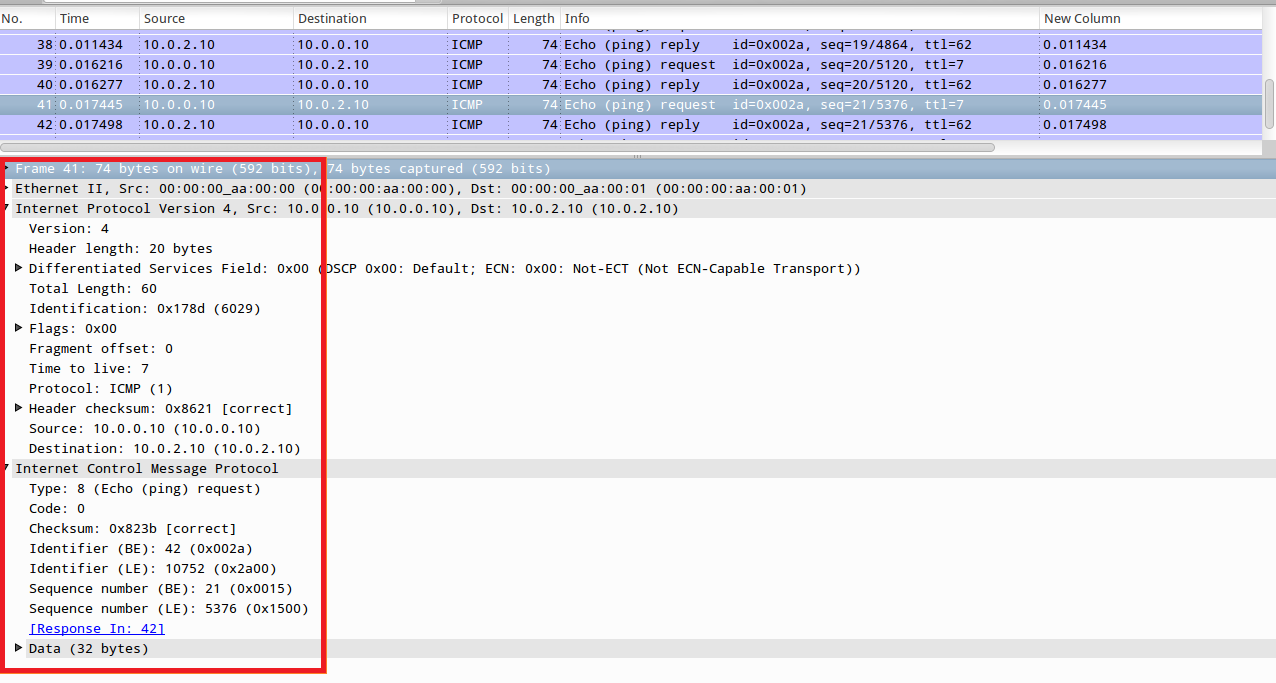 No. Time Source Destination Protocol Length Info New Column
38 0.011434 10.0.2.10 10.0.0.10 ICMP 74 Echo (ping) reply id=0x002a, seq=19/4864, ttl=62 0.011434
39 0.016216 10.0.0.10 10.0.2.10 ICMP 74 Echo (ping) request id=0x002a, seq=20/5120, ttl=7 0.016216
40 0.016277 10.0.2.10 10.0.0.10 ICMP 74 Echo (ping) reply id=0x002a, seq=20/5120, ttl=62 0.016277
41 0.017445 10.0.0.10 10.0.2.10 ICMP 74 Echo (ping) request id=0x002a, seq=21/5376, ttl=7 0.017445
42 0.017498 10.0.2.10 10.0.0.10 ICMP 74 Echo (ping) reply id=0x002a, seq=21/5376, ttl=62 0.017498
Frame 41: 74 bytes on wire (592 bits), 74 bytes captured (592 bits)
Ethernet II, Src: 00:00:00_aa:00:00 (00:00:00:aa:00:00), Dst: 00:00:00_aa:00:01 (00:00:00:aa:00:01)
Internet Protocol Version 4, Src: 10.0.0.10 (10.0.0.10), Dst: 10.0.2.10 (10.0.2.10)
Version: 4
Header length: 20 bytes
Differentiated Services Field: 0x00 (DSCP 0x00: Default; ECN: 0x00: Not-ECT (Not ECN-Capable Transport))
Total Length: 60
Identification: 0x178d (6029)
Flags: 0x00
Fragment offset: 0
Time to live: 7
Protocol: ICMP (1)
Header checksum: 0x8621 [correct]
Source: 10.0.0.10 (10.0.0.10)
Destination: 10.0.2.10 (10.0.2.10)
Internet Control Message Protocol
Type: 8 (Echo (ping) request)
Code: 0
Checksum: 0x823b [correct]
Identifier (BE): 42 (0x002a)
Identifier (LE): 10752 (0x2a00)
Sequence number (BE): 21 (0x0015)
Sequence number (LE): 5376 (0x1500)
[Response In: 42]
Data (32 bytes)